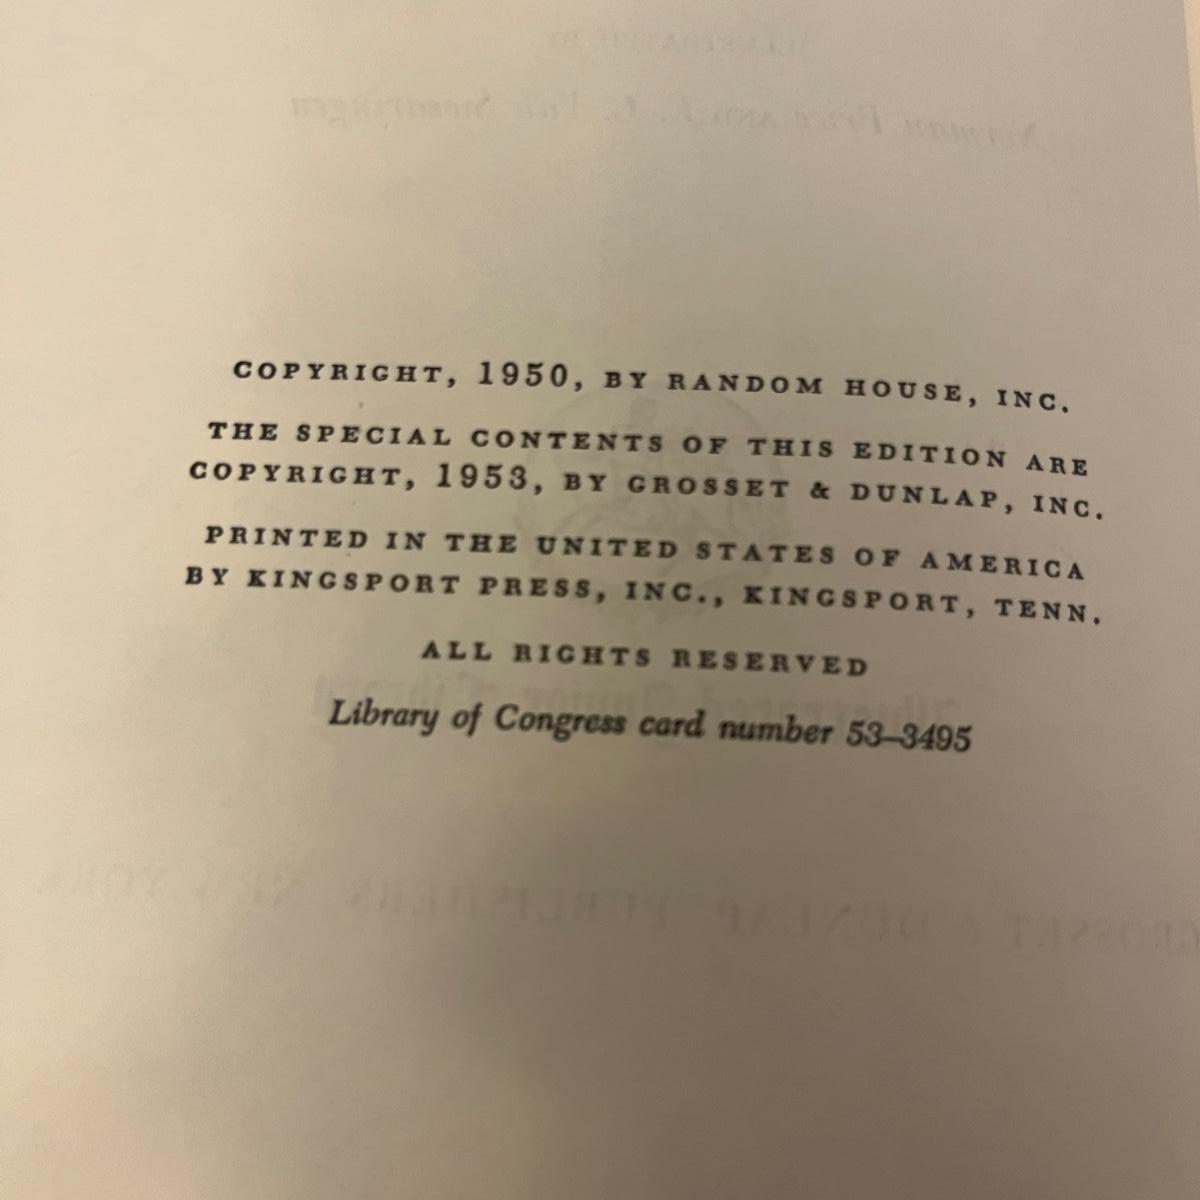 COPYRIGHT, 1950, BY RANDOM HOUSE, INC.
THE SPECIAL CONTENTS OF THIS EDITION ARE
COPYRIGHT, 1953, BY GROSSET & DUNLAP, INC.
PRINTED IN THE UNITED STATES OF AMERICA
BY KINGSPORT PRESS, INC., KINGSPORT, TENN.
ALL RIGHTS RESERVED
Library of Congress card number 53–3495